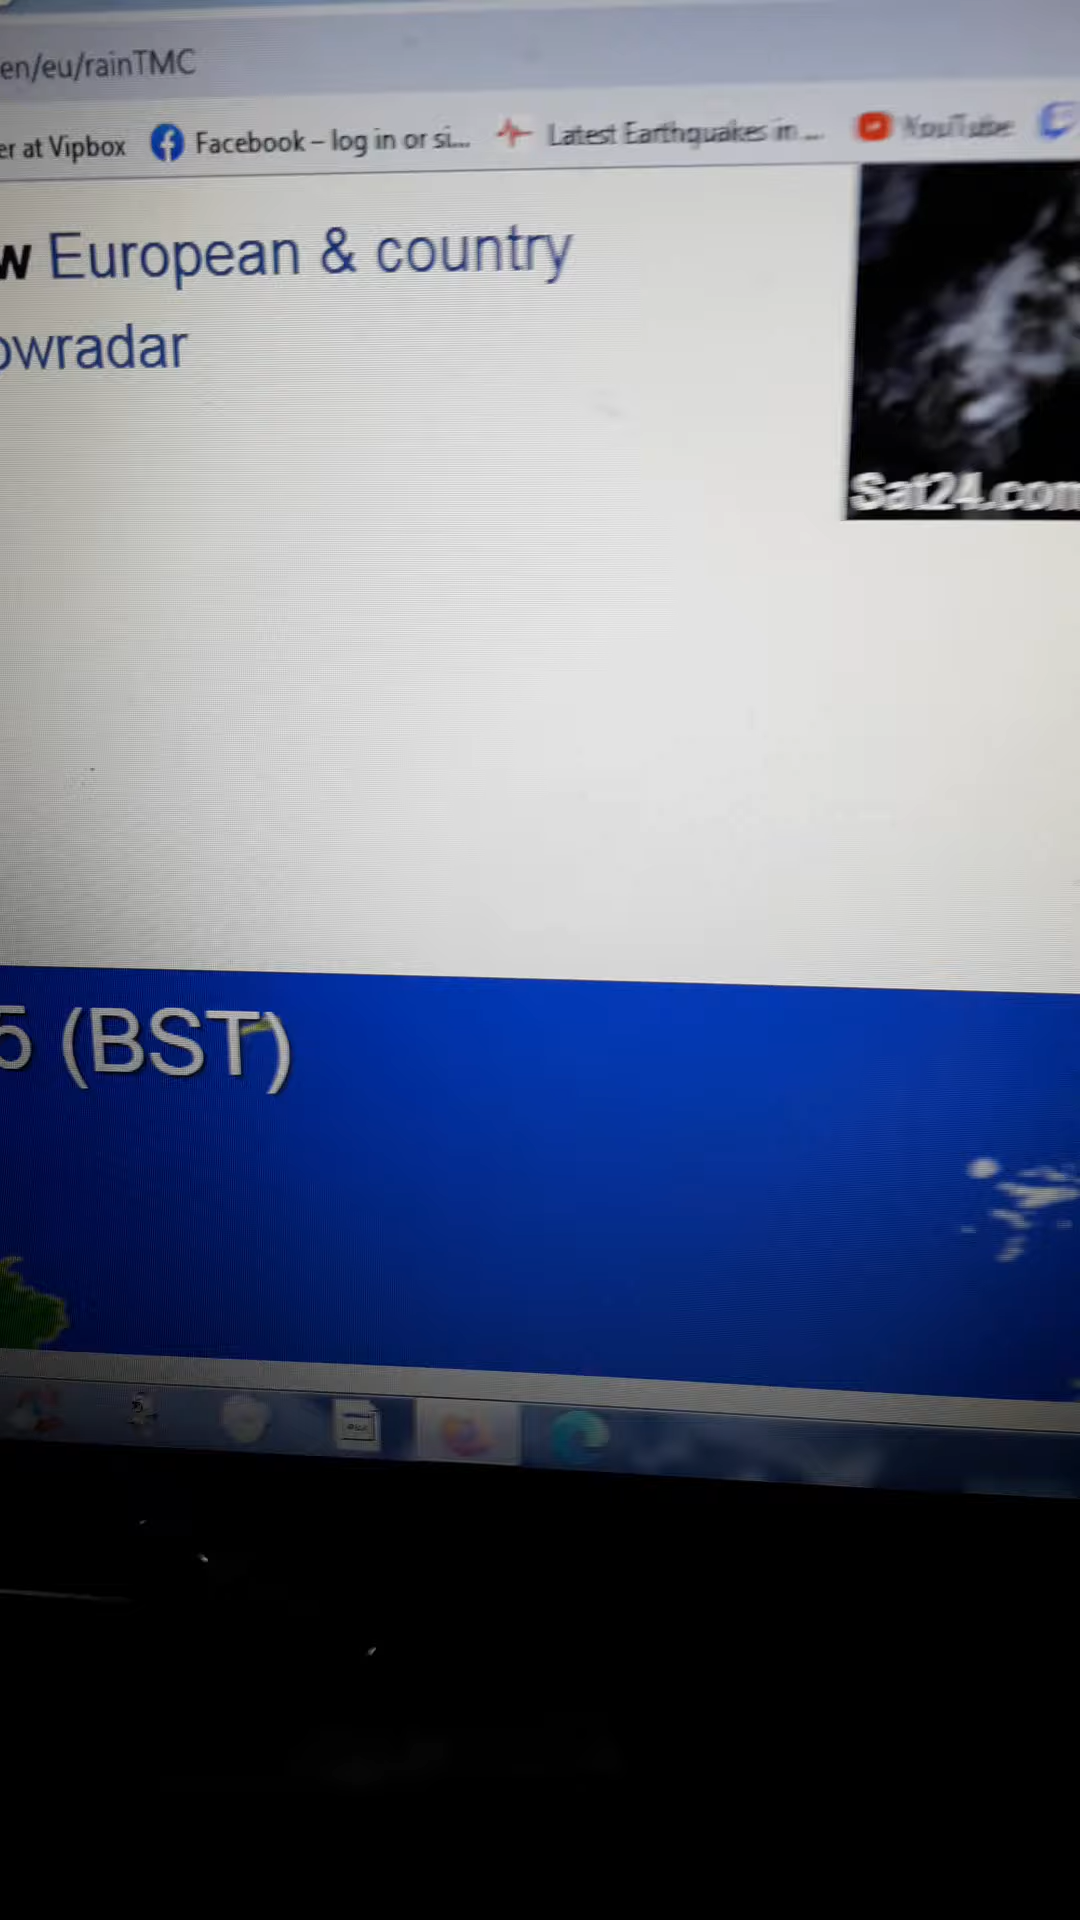 en/eu/rainTMC
er at Vipbox Facebook – log in or si... Latest Earthquakes in ... YouTube
w European & country
owradar
Sat24.com
5 (BST)